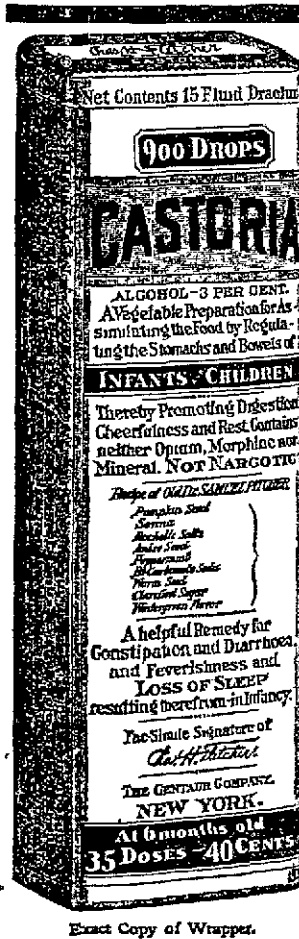 Chas. H. Fletcher
Net Contents 15 Fluid Drachm
900 DROPS
CASTORIA
ALCOHOL-3 PER CENT.
A Vegetable Preparation for As-
similating the Food by Regula-
ting the Stomachs and Bowels of
INFANTS CHILDREN
Thereby Promoting Digestion
Cheerfulness and Rest Contains
neither Opium, Morphine nor
Mineral. NOT NARCOTIC
Recipe of Old Dr. SAMUEL PITCHER
Pumpkin Seed
Senna
Rochelle Salts
Anise Seed
Peppermint
Bi-Carbonate Soda
Worm Seed
Clarified Sugar
Wintergreen Flavor
A helpful Remedy for
Constipation and Diarrhoea,
and Feverishness and
LOSS OF SLEEP
resulting therefrom-in Infancy.
Fac-Simile Signature of
Chas. H. Fletcher.
THE CENTAUR COMPANY.
NEW YORK.
At 6 months old
35 DOSES - 40 CENTS
Exact Copy of Wrapper.